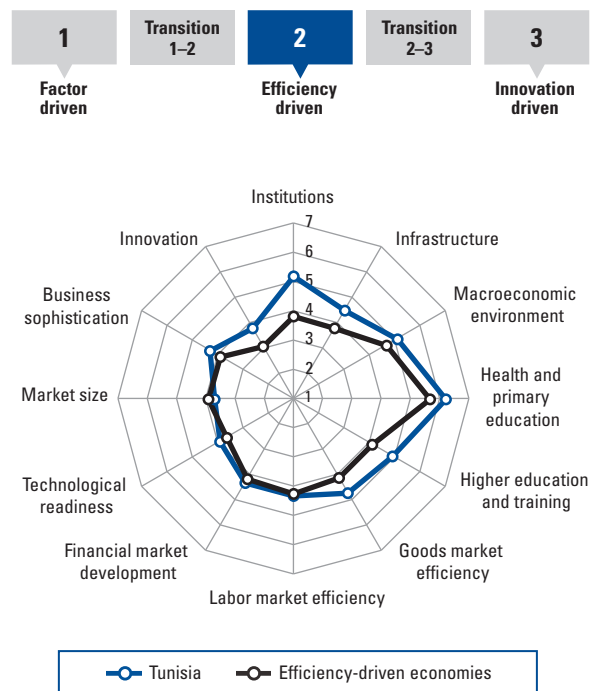 1
Transition
1–2
2
Transition
2–3
3
Factor
driven
Efficiency
driven
Innovation
driven
Institutions
7
6
5
4
3
2
1
Infrastructure
Macroeconomic
environment
Health and
primary
education
Higher education
and training
Goods market
efficiency
Labor market efficiency
Financial market
development
Technological
readiness
Market size
Business
sophistication
Innovation
Tunisia
Efficiency-driven economies